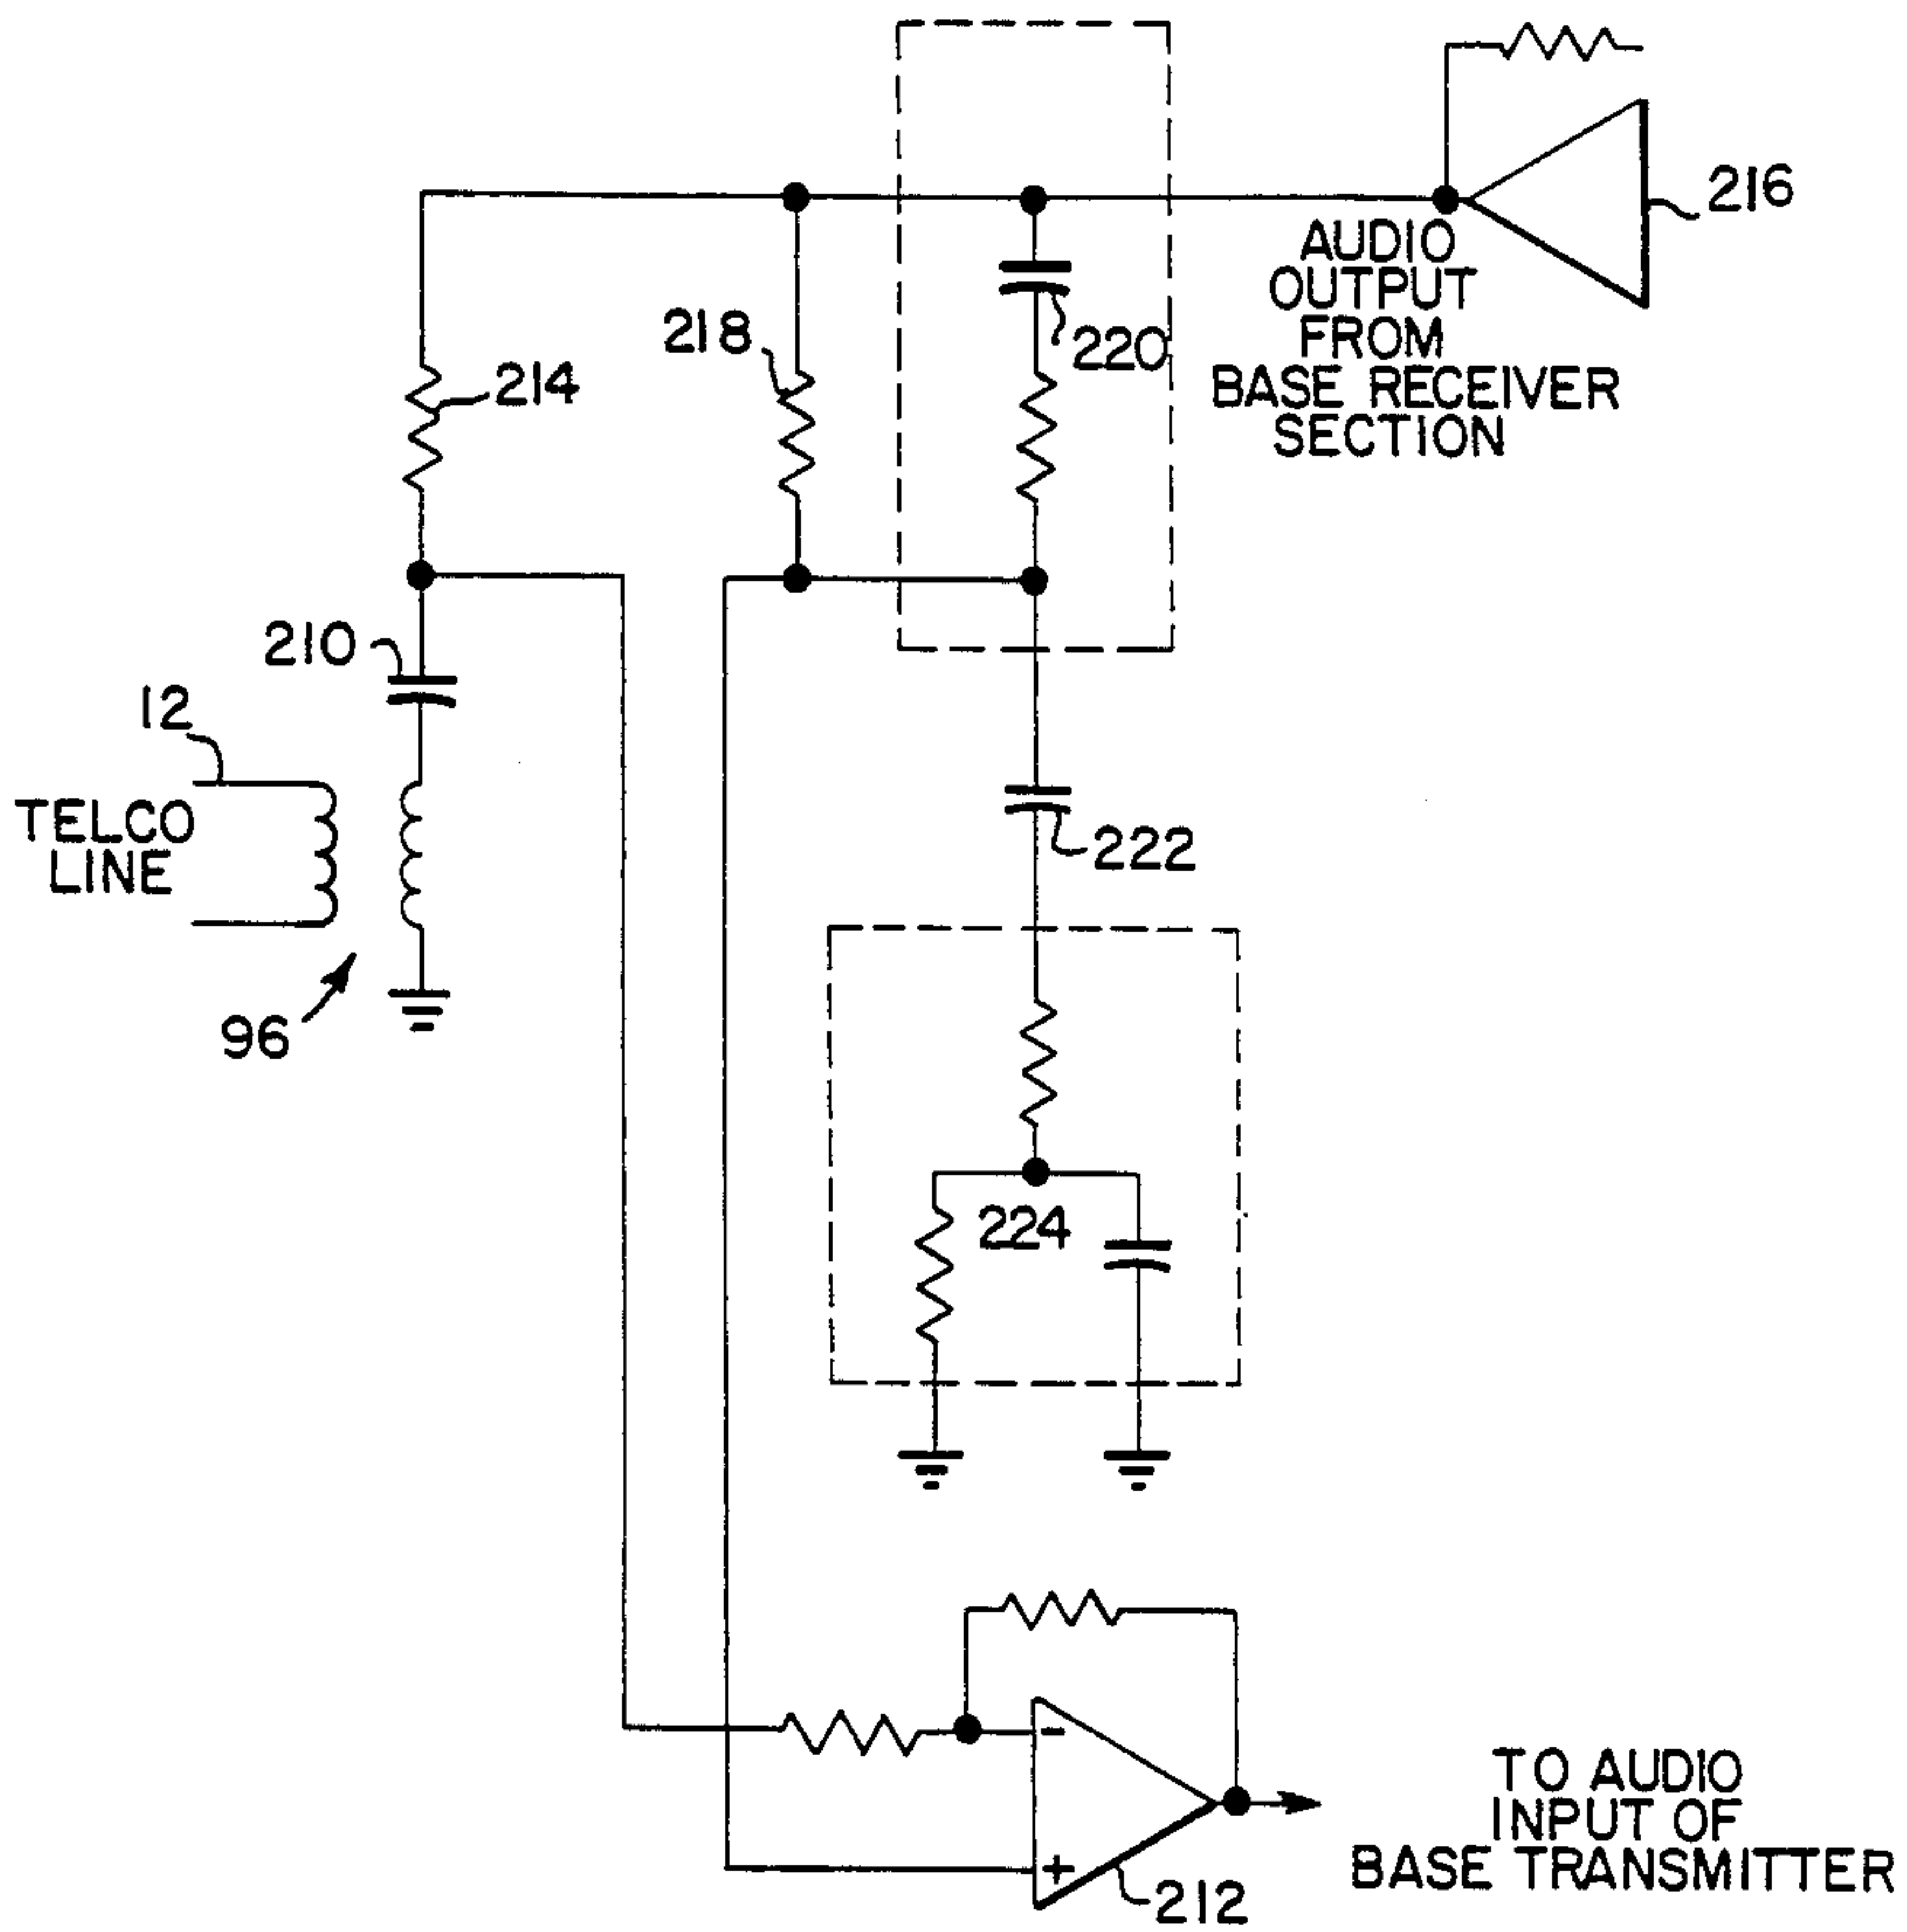 216
AUDIO
OUTPUT
FROM
BASE RECEIVER
SECTION
218
220
214
210
12
TELCO
LINE
222
96
224
-
+
212
TO AUDIO
INPUT OF
BASE TRANSMITTER